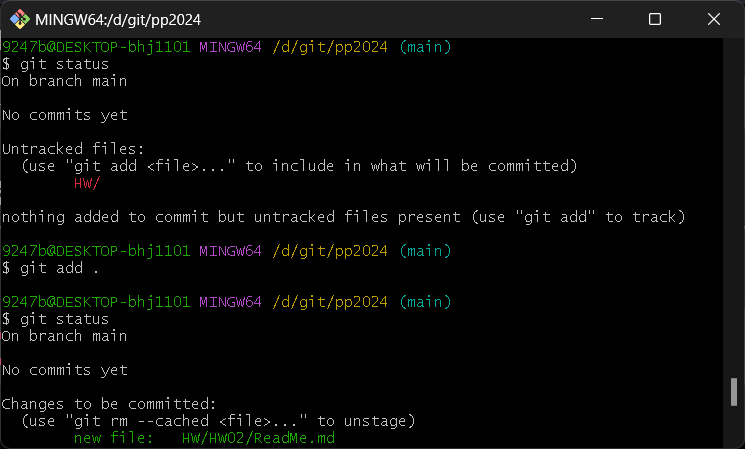 MINGW64:/d/git/pp2024
9247b@DESKTOP-bhj1101 MINGW64 /d/git/pp2024 (main)
$ git status
On branch main
No commits yet
Untracked files:
(use "git add <file>..." to include in what will be committed)
HW/
nothing added to commit but untracked files present (use "git add" to track)
9247b@DESKTOP-bhj1101 MINGW64 /d/git/pp2024 (main)
$ git add .
9247b@DESKTOP-bhj1101 MINGW64 /d/git/pp2024 (main)
$ git status
On branch main
No commits yet
Changes to be committed:
(use "git rm --cached <file>..." to unstage)
new file:   HW/HW02/ReadMe.md